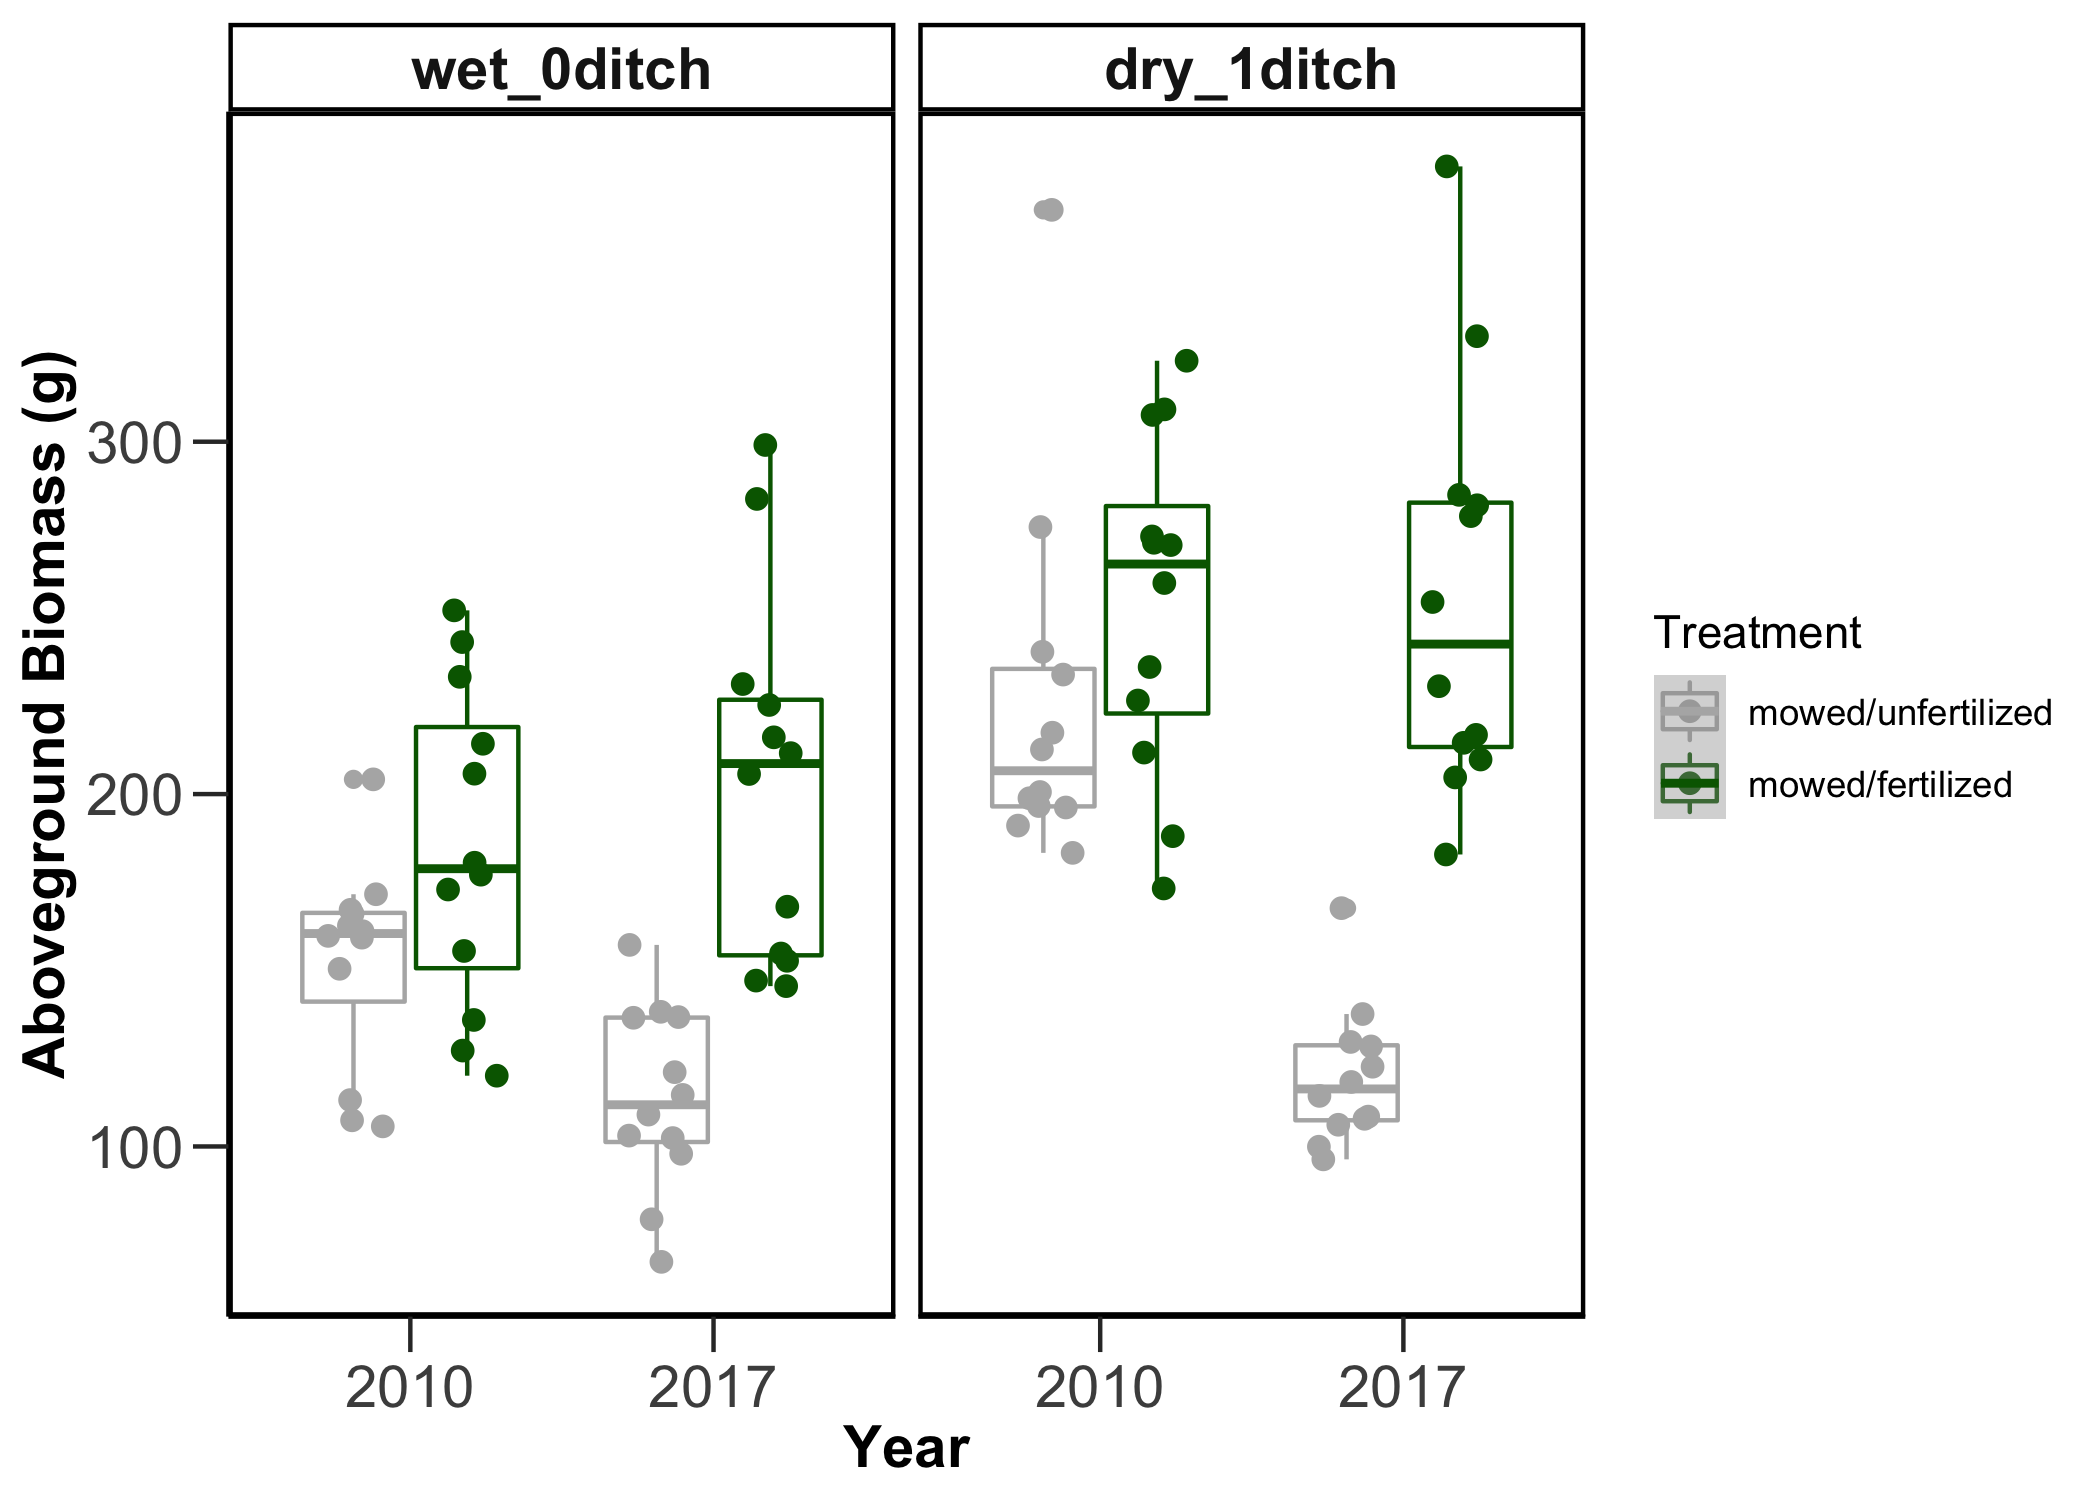 wet_0ditch
dry_1ditch
Aboveground Biomass (g)
300
200
100
2010
2017
2010
2017
Year
Treatment
mowed/unfertilized
mowed/fertilized